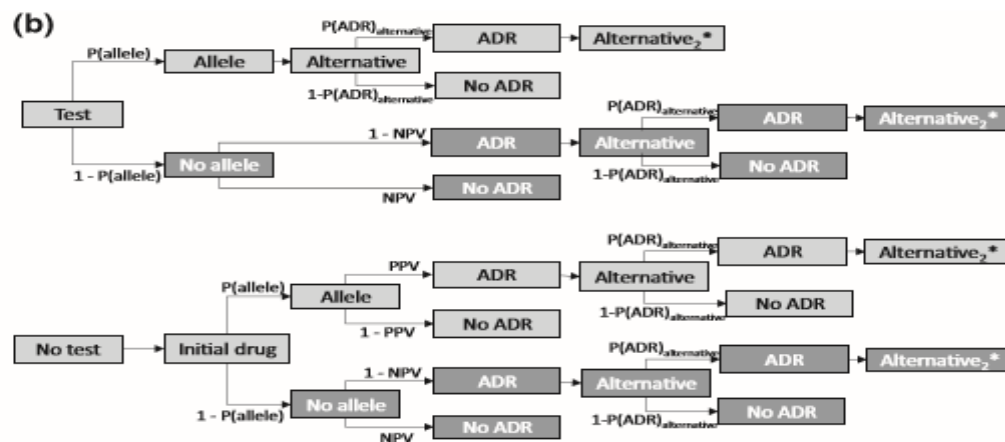 (b)
P(ADR)alternative
ADR
Alternative2*
P(allele)
Allele
Alternative
No ADR
1-P(ADR)alternative
Test
P(ADR)alternative
ADR
Alternative2*
1 - NPV
ADR
Alternative
No allele
1 - P(allele)
No ADR
1-P(ADR)alternative
NPV
No ADR
P(ADR)alternative
ADR
Alternative2*
PPV
ADR
Alternative
P(allele)
Allele
No ADR
1-P(ADR)alternative
1 - PPV
No ADR
No test
Initial drug
P(ADR)alternative
ADR
Alternative2*
1 - NPV
ADR
Alternative
No allele
1 - P(allele)
No ADR
1-P(ADR)alternative
NPV
No ADR